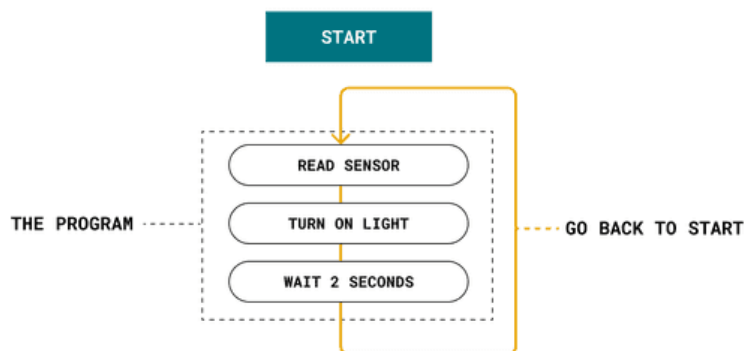 START
READ SENSOR
THE PROGRAM
TURN ON LIGHT
GO BACK TO START
WAIT 2 SECONDS